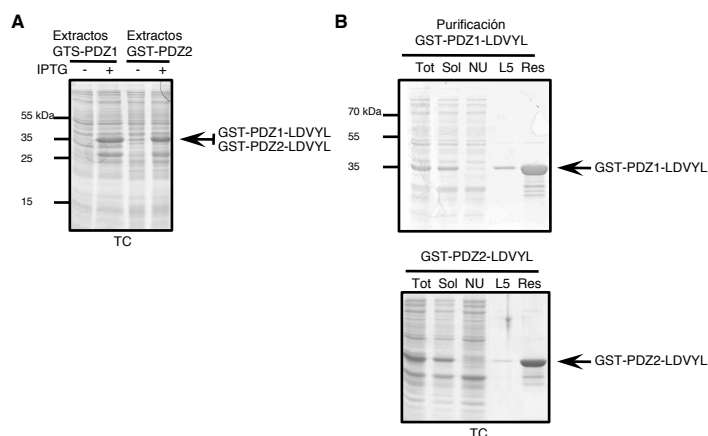 A
Extractos Extractos
GTS-PDZ1 GST-PDZ2
IPTG - + - +
55 kDa
35
25
15
GST-PDZ1-LDVYL
GST-PDZ2-LDVYL
TC
B
Purificación
GST-PDZ1-LDVYL
Tot Sol NU L5 Res
70 kDa
55
35
GST-PDZ1-LDVYL
GST-PDZ2-LDVYL
Tot Sol NU L5 Res
GST-PDZ2-LDVYL
TC